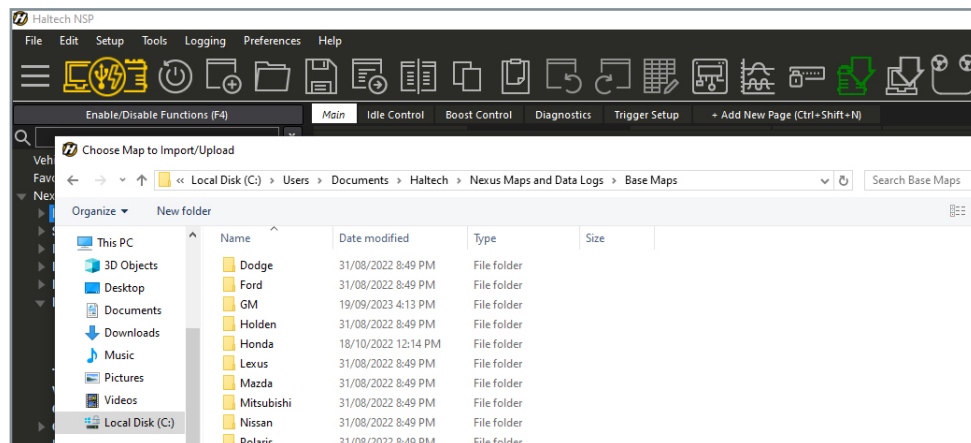 Haltech NSP
File Edit Setup Tools Logging Preferences Help
Enable/Disable Functions (F4) Main Idle Control Boost Control Diagnostics Trigger Setup + Add New Page (Ctrl+Shift+N)
Choose Map to Import/Upload
« Local Disk (C:) > Users > Documents > Haltech > Nexus Maps and Data Logs > Base Maps Search Base Maps
Organize New folder
This PC Name Date modified Type Size
3D Objects Dodge 31/08/2022 8:49 PM File folder
Desktop Ford 31/08/2022 8:49 PM File folder
Documents GM 19/09/2023 4:13 PM File folder
Downloads Holden 31/08/2022 8:49 PM File folder
Music Honda 18/10/2022 12:14 PM File folder
Pictures Lexus 31/08/2022 8:49 PM File folder
Videos Mazda 31/08/2022 8:49 PM File folder
Local Disk (C:) Mitsubishi 31/08/2022 8:49 PM File folder
Nissan 31/08/2022 8:49 PM File folder
Polaris 31/08/2022 8:49 PM File folder